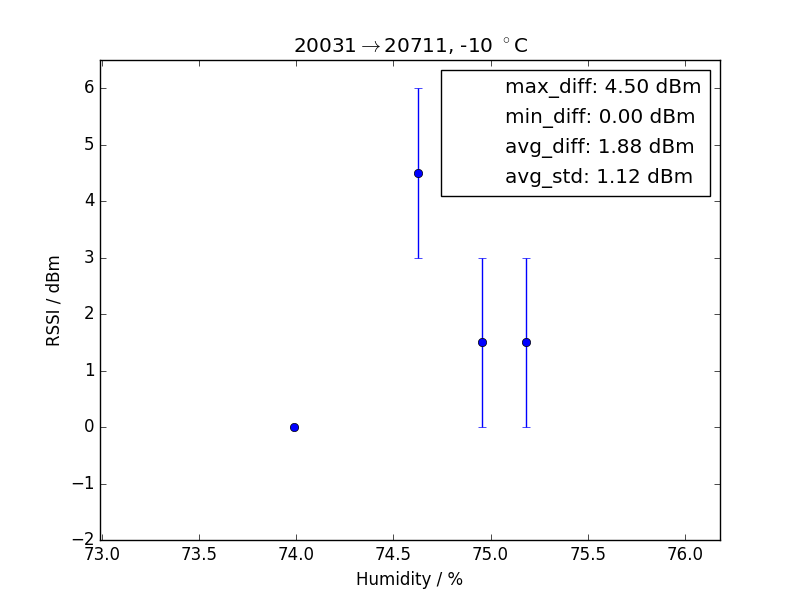 20031→20711, -10 °C
max_diff: 4.50 dBm
min_diff: 0.00 dBm
avg_diff: 1.88 dBm
avg_std: 1.12 dBm
RSSI / dBm
6
5
4
3
2
1
0
−1
−2
73.0 73.5 74.0 74.5 75.0 75.5 76.0
Humidity / %